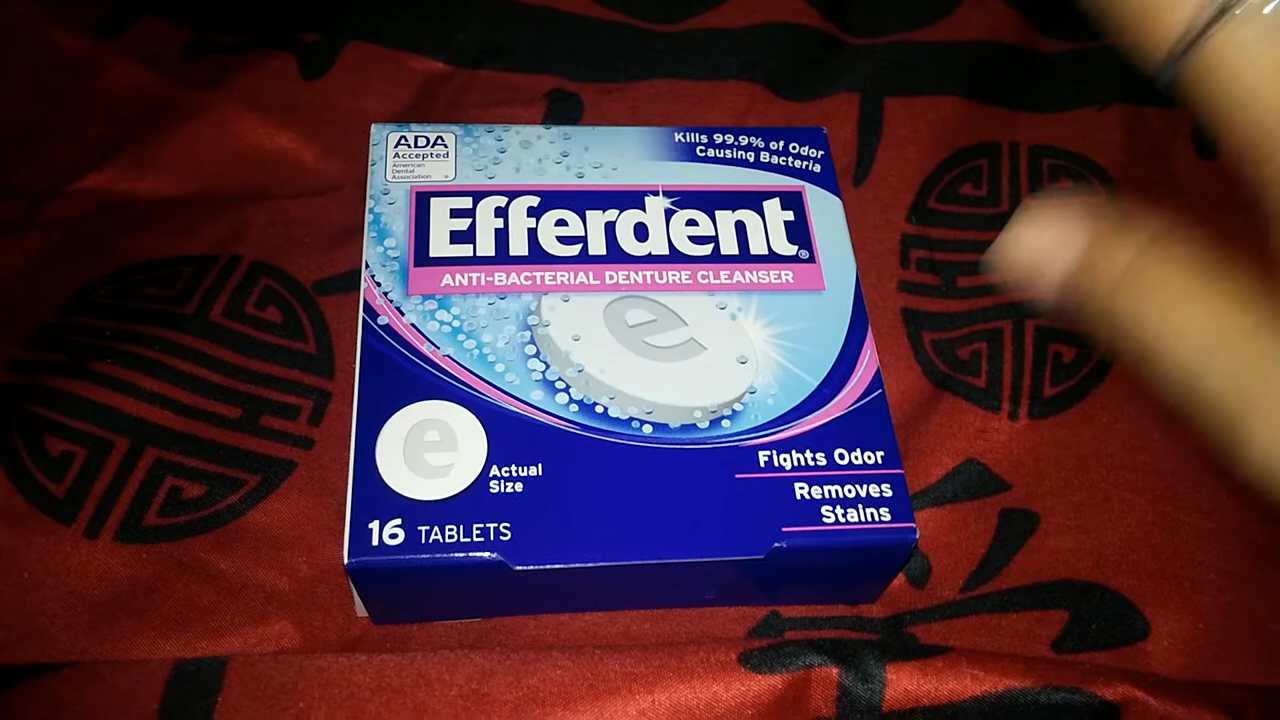 ADA
Accepted
American
Dental
Association ®
Kills 99.9% of Odor
Causing Bacteria
Efferdent®
ANTI-BACTERIAL DENTURE CLEANSER
e
e
Actual
Size
16 TABLETS
Fights Odor
Removes
Stains